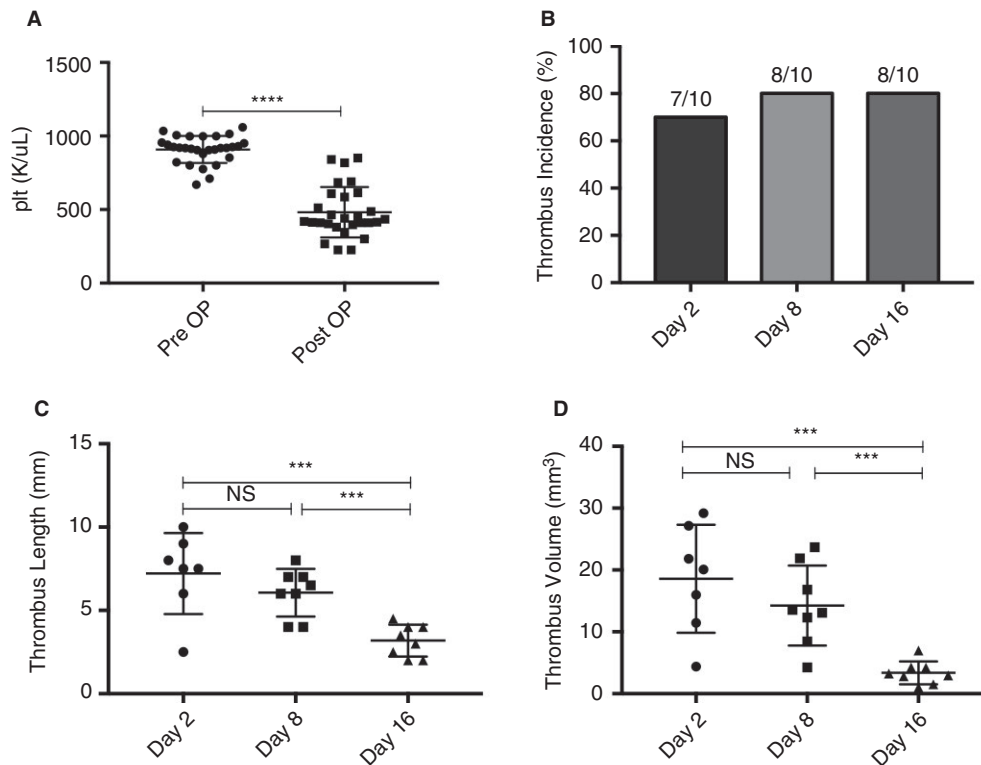 A
plt (K/uL)
1500
1000
500
0
****
Pre OP
Post OP
B
Thrombus Incidence (%)
100
80
60
40
20
0
7/10
8/10
8/10
Day 2
Day 8
Day 16
C
Thrombus Length (mm)
15
10
5
0
***
NS
***
Day 2
Day 8
Day 16
D
Thrombus Volume (mm³)
40
30
20
10
0
***
NS
***
Day 2
Day 8
Day 16